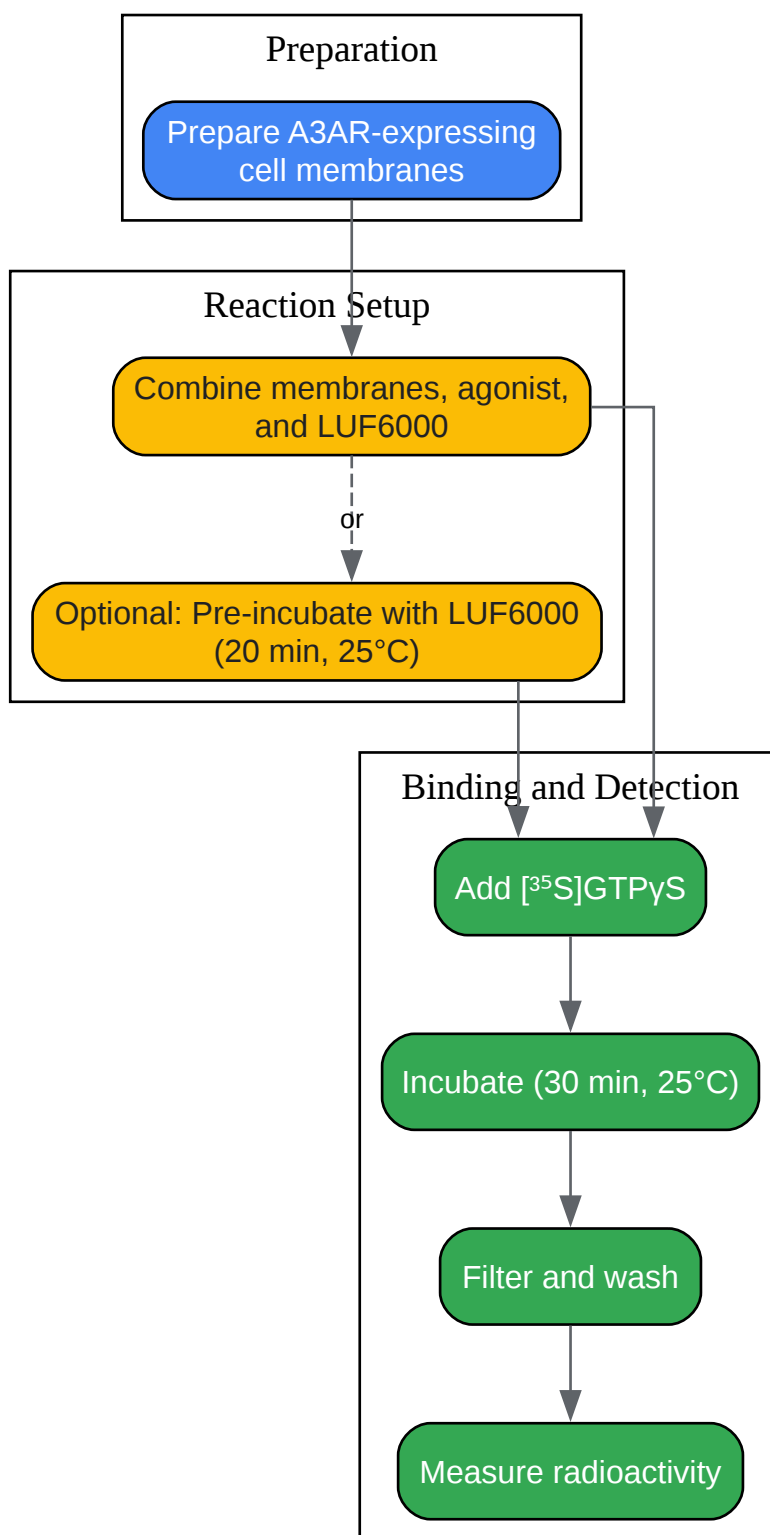 Preparation
Prepare A3AR-expressing
cell membranes
Reaction Setup
Combine membranes, agonist,
and LUF6000
or
Optional: Pre-incubate with LUF6000
(20 min, 25°C)
Binding and Detection
Add [³⁵S]GTPγS
Incubate (30 min, 25°C)
Filter and wash
Measure radioactivity